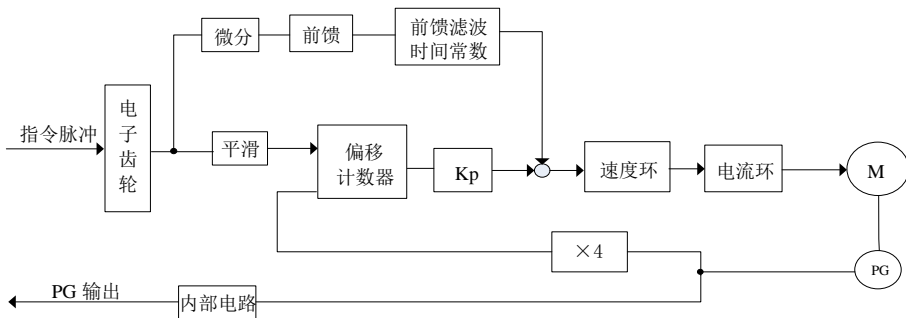 微分
前馈
前馈滤波
时间常数
指令脉冲
电
子
齿
轮
平滑
偏移
计数器
Kp
速度环
电流环
M
×4
PG
PG 输出
内部电路